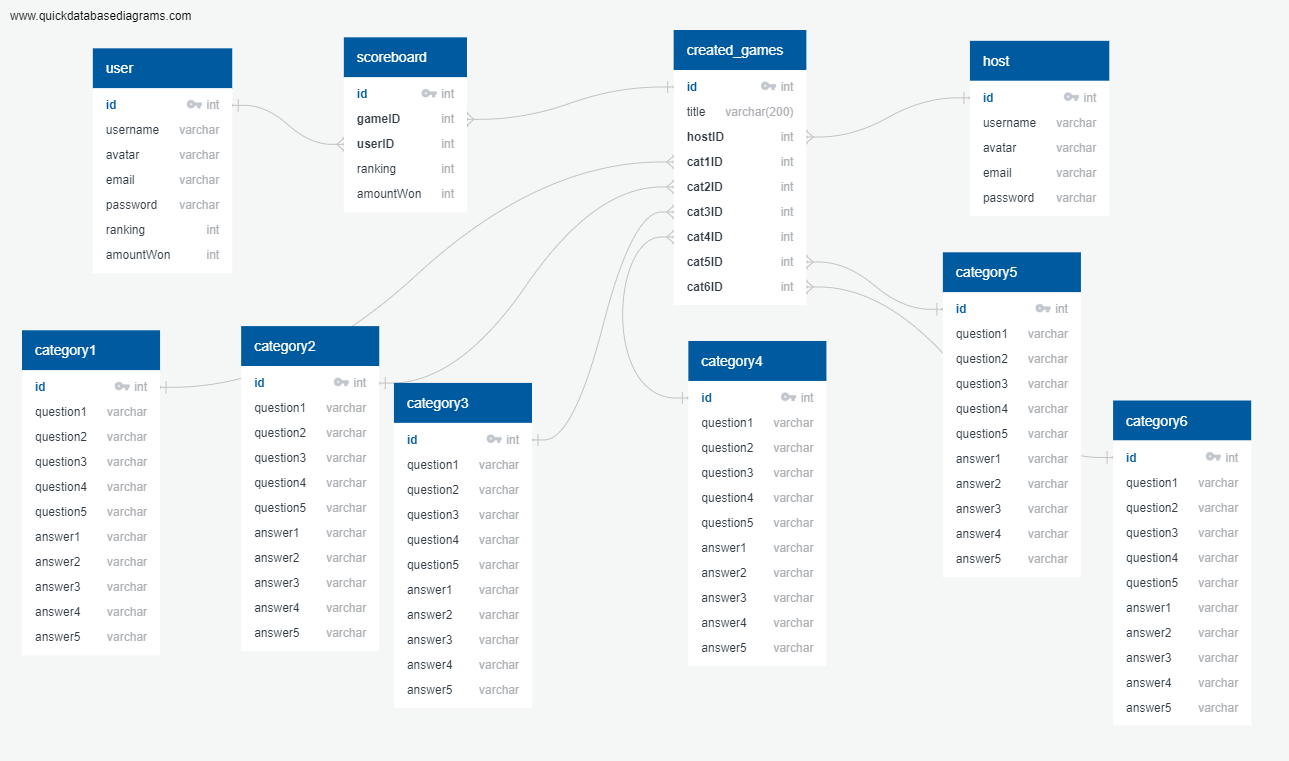 www.quickdatabasediagrams.com
user
id int
username varchar
avatar varchar
email varchar
password varchar
ranking int
amountWon int
scoreboard
id int
gameID int
userID int
ranking int
amountWon int
created_games
id int
title varchar(200)
hostID int
cat1ID int
cat2ID int
cat3ID int
cat4ID int
cat5ID int
cat6ID int
host
id int
username varchar
avatar varchar
email varchar
password varchar
category1
id int
question1 varchar
question2 varchar
question3 varchar
question4 varchar
question5 varchar
answer1 varchar
answer2 varchar
answer3 varchar
answer4 varchar
answer5 varchar
category2
id int
question1 varchar
question2 varchar
question3 varchar
question4 varchar
question5 varchar
answer1 varchar
answer2 varchar
answer3 varchar
answer4 varchar
answer5 varchar
category3
id int
question1 varchar
question2 varchar
question3 varchar
question4 varchar
question5 varchar
answer1 varchar
answer2 varchar
answer3 varchar
answer4 varchar
answer5 varchar
category4
id int
question1 varchar
question2 varchar
question3 varchar
question4 varchar
question5 varchar
answer1 varchar
answer2 varchar
answer3 varchar
answer4 varchar
answer5 varchar
category5
id int
question1 varchar
question2 varchar
question3 varchar
question4 varchar
question5 varchar
answer1 varchar
answer2 varchar
answer3 varchar
answer4 varchar
answer5 varchar
category6
id int
question1 varchar
question2 varchar
question3 varchar
question4 varchar
question5 varchar
answer1 varchar
answer2 varchar
answer3 varchar
answer4 varchar
answer5 varchar